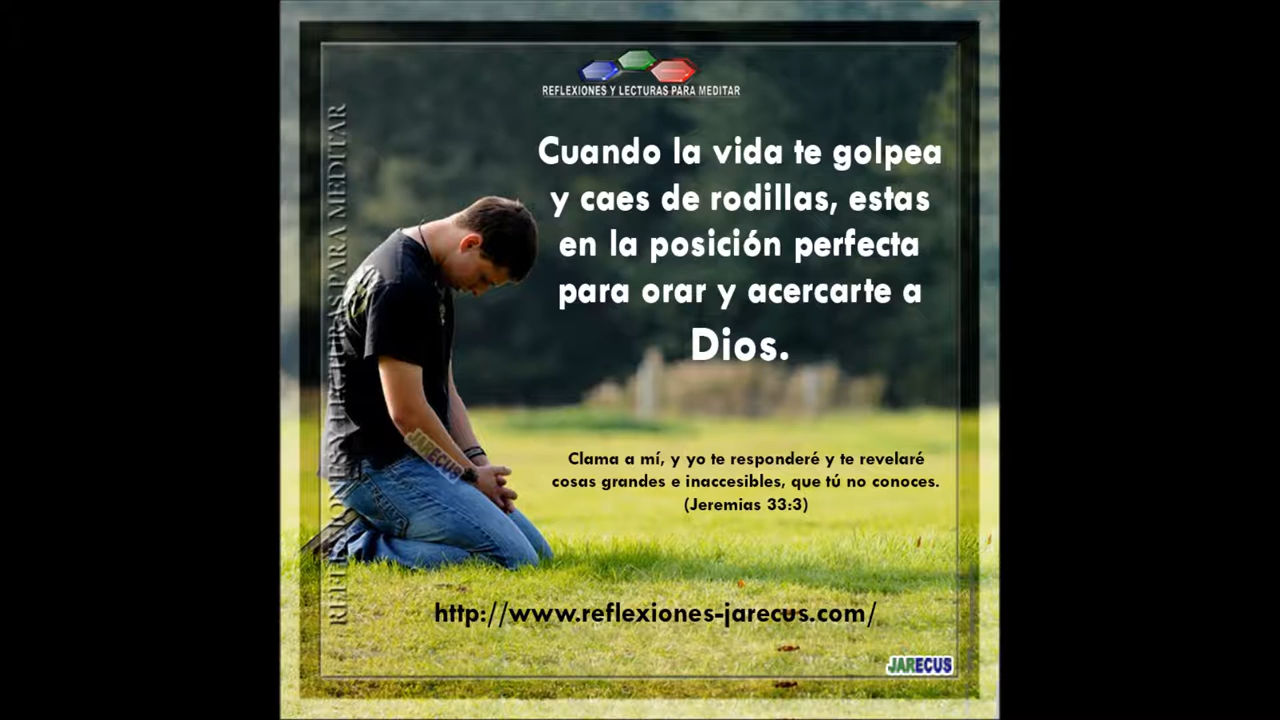 REFLEXIONES Y LECTURAS PARA MEDITAR
REFLEXIONES Y LECTURAS PARA MEDITAR
Cuando la vida te golpea
y caes de rodillas, estas
en la posición perfecta
para orar y acercarte a
Dios.
JARECUS
Clama a mí, y yo te responderé y te revelaré
cosas grandes e inaccesibles, que tú no conoces.
(Jeremias 33:3)
http://www.reflexiones-jarecus.com/
JARECUS